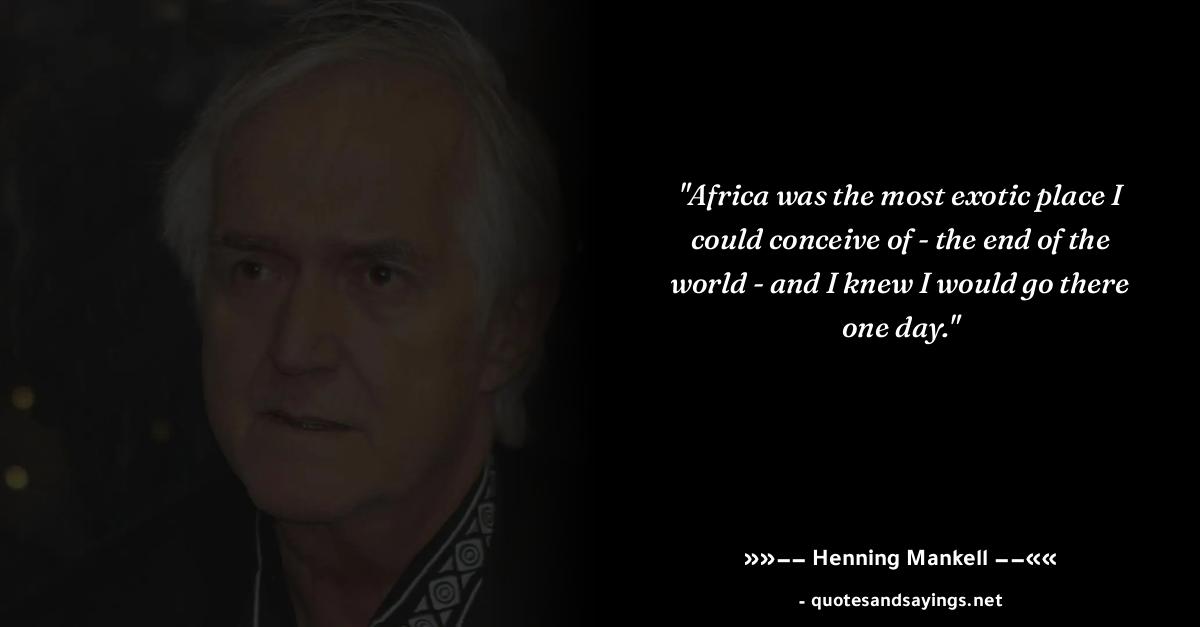 "Africa was the most exotic place I
could conceive of - the end of the
world - and I knew I would go there
one day."
»»–– Henning Mankell ––««
- quotesandsayings.net